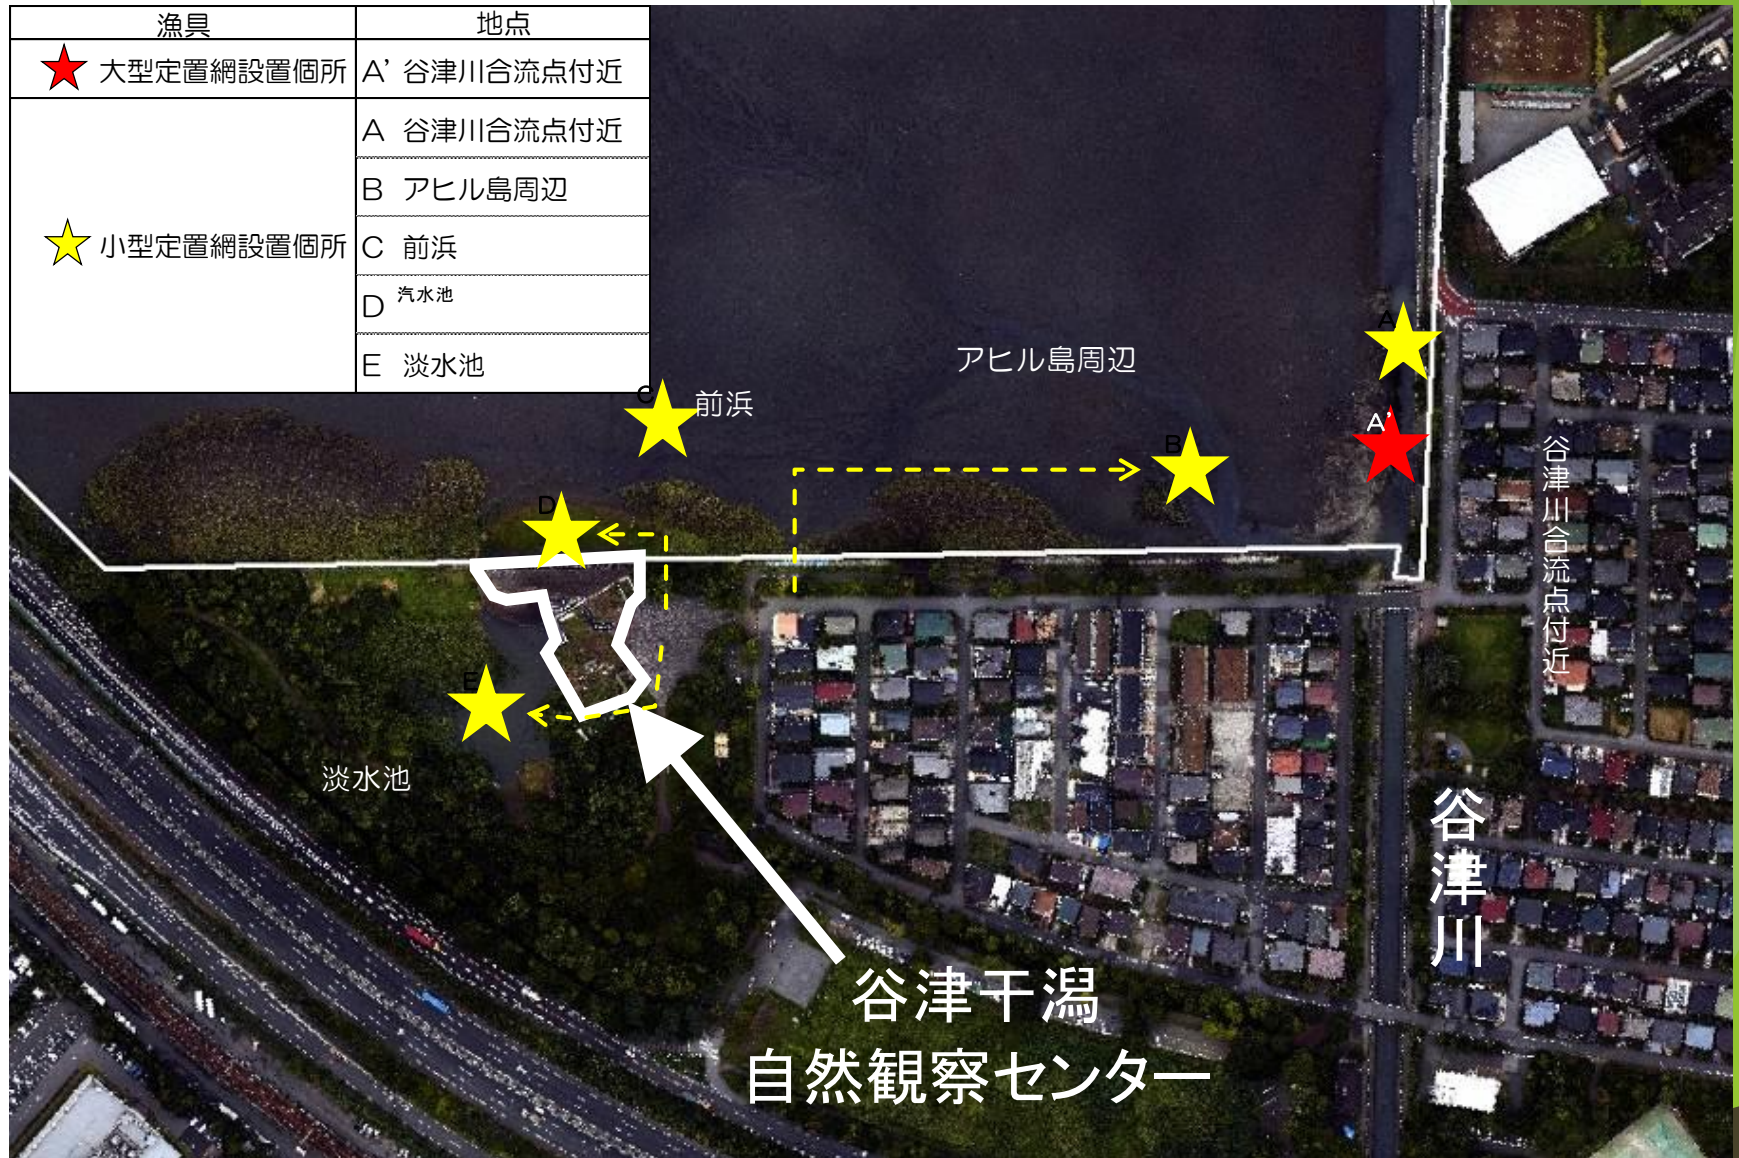 漁具 地点
大型定置網設置個所 A’ 谷津川合流点付近
小型定置網設置個所
A 谷津川合流点付近
B アヒル島周辺
C 前浜
D 汽水池
E 淡水池
A
アヒル島周辺
C
前浜
A’
B
谷津川合流点付近
D
E
淡水池
谷津川
谷津干潟
自然観察センター